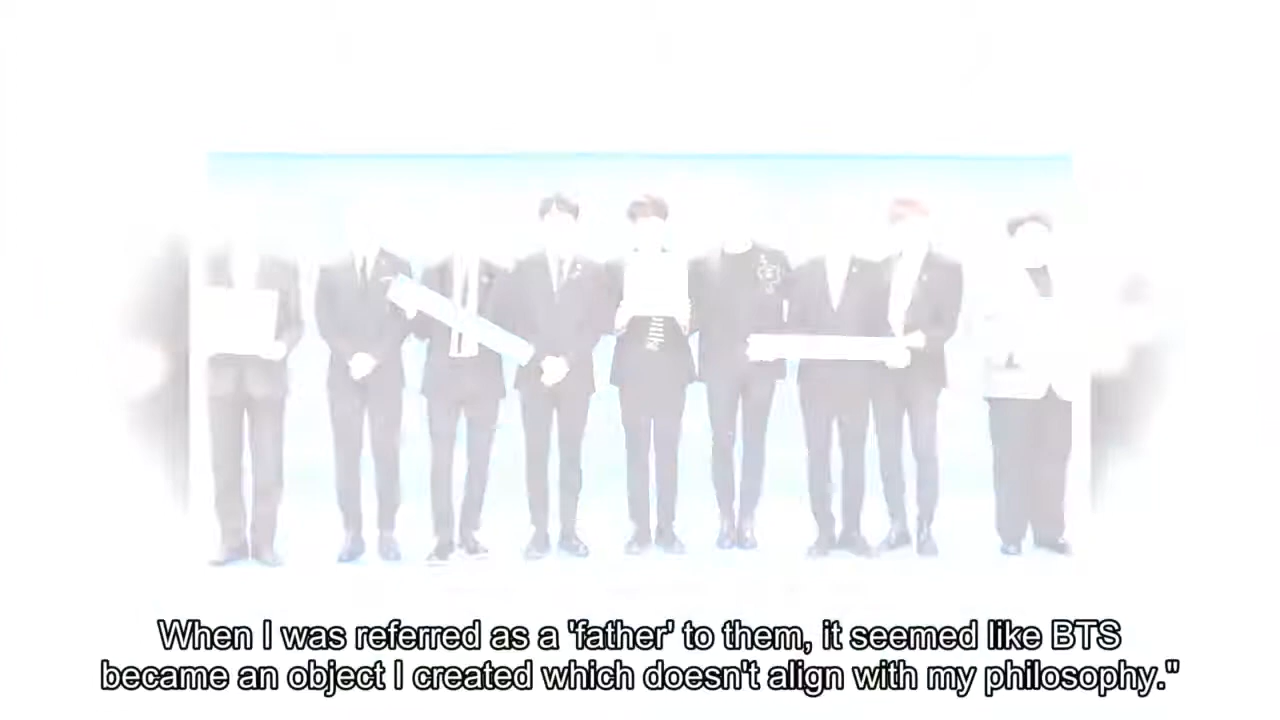 When I was referred as a 'father' to them, it seemed like BTS
became an object I created which doesn't align with my philosophy."